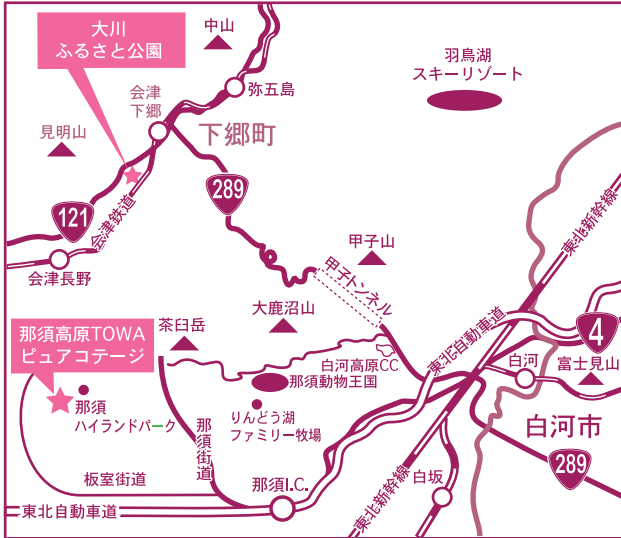 大川
ふるさと公園
中山
羽鳥湖
スキーリゾート
会津
下郷
弥五島
見明山
下郷町
289
121
会津鉄道
東北新幹線
会津長野
甲子山
甲子トンネル
那須高原TOWA
ピュアコテージ
茶臼岳
大鹿沼山
東北自動車道
4
白河高原CC
白河
富士見山
那須動物王国
那須
ハイランドパーク
那須街道
りんどう湖
ファミリー牧場
白河市
289
板室街道
那須I.C.
白坂
東北自動車道
東北新幹線